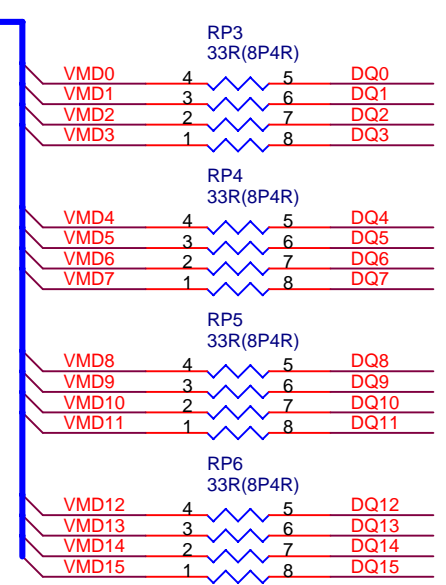 RP3
33R(8P4R)
VMD0 4 5 DQ0
VMD1 3 6 DQ1
VMD2 2 7 DQ2
VMD3 1 8 DQ3
RP4
33R(8P4R)
VMD4 4 5 DQ4
VMD5 3 6 DQ5
VMD6 2 7 DQ6
VMD7 1 8 DQ7
RP5
33R(8P4R)
VMD8 4 5 DQ8
VMD9 3 6 DQ9
VMD10 2 7 DQ10
VMD11 1 8 DQ11
RP6
33R(8P4R)
VMD12 4 5 DQ12
VMD13 3 6 DQ13
VMD14 2 7 DQ14
VMD15 1 8 DQ15